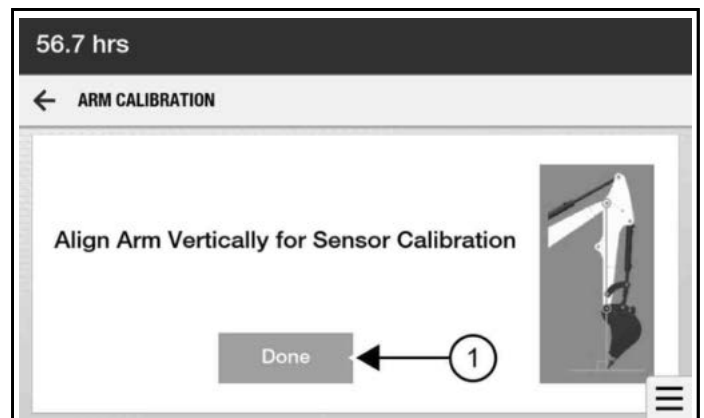 56.7 hrs
ARM CALIBRATION
Align Arm Vertically for Sensor Calibration
Done
1